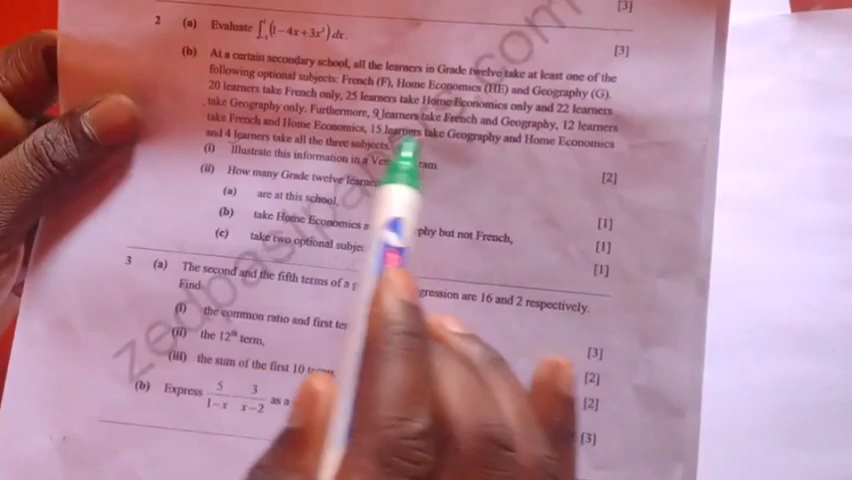 [3]
2 (a) Evaluate ∫ (1 − 4x + 3x²) dx. [3]
(b) At a certain secondary school, all the learners in Grade twelve take at least one of the
following optional subjects: French (F), Home Economics (HE) and Geography (G).
20 learners take French only, 25 learners take Home Economics only and 22 learners
take Geography only. Furthermore, 9 learners take French and Geography, 12 learners
take French and Home Economics, 15 learners take Geography and Home Economics
and 4 learners take all the three subjects.
(i) Illustrate this information in a Ven ram [2]
(ii) How many Grade twelve learne
(a) are at this school, [1]
(b) take Home Economics a phy but not French, [1]
(c) take two optional subje [1]
3 (a) The second and the fifth terms of a g gression are 16 and 2 respectively.
Find
(i) the common ratio and first ter [3]
(ii) the 12th term, [2]
(iii) the sum of the first 10 [2]
(b) Express 5/(1−x) − 3/(x−2) as a [3]
zedpas